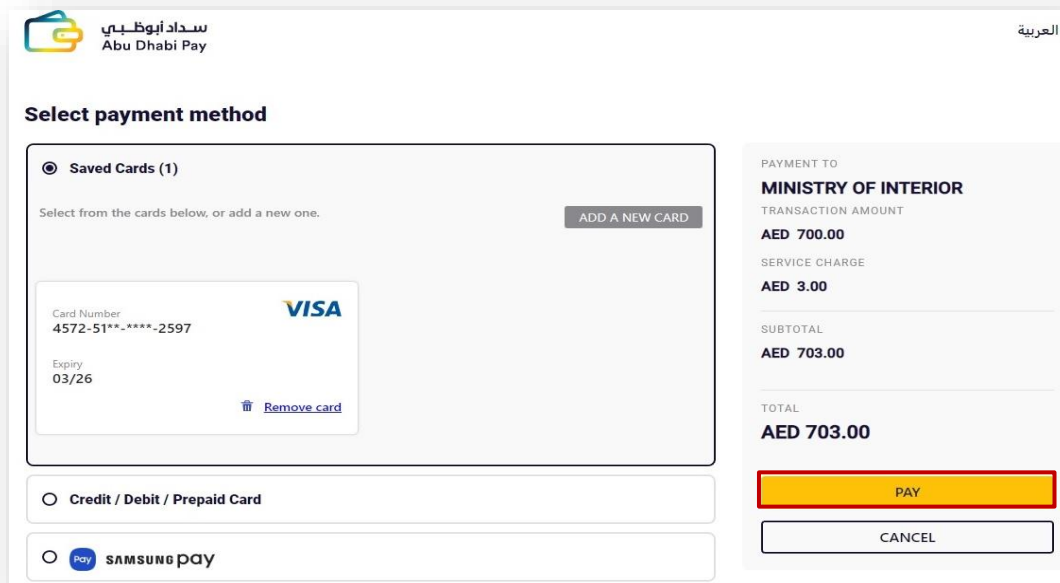 سداد أبوظبي
Abu Dhabi Pay
العربية
Select payment method
Saved Cards (1)
Select from the cards below, or add a new one.
ADD A NEW CARD
VISA
Card Number
4572-51**-****-2597
Expiry
03/26
Remove card
Credit / Debit / Prepaid Card
Pay SAMSUNG pay
PAYMENT TO
MINISTRY OF INTERIOR
TRANSACTION AMOUNT
AED 700.00
SERVICE CHARGE
AED 3.00
SUBTOTAL
AED 703.00
TOTAL
AED 703.00
PAY
CANCEL